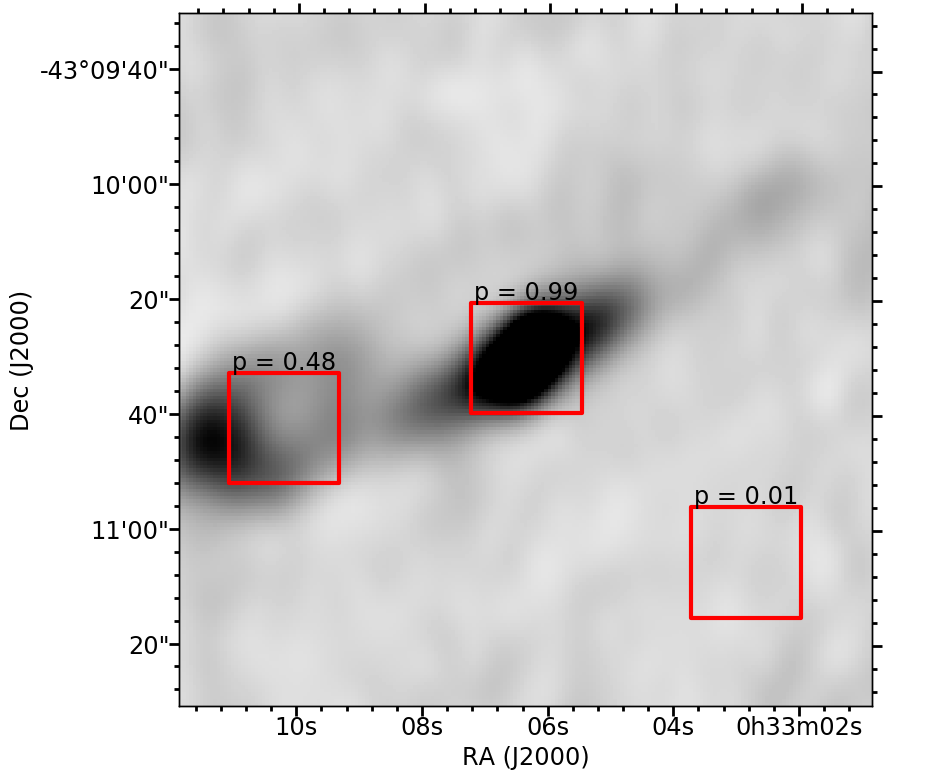 -43°09'40"
10'00"
20"
p = 0.99
p = 0.48
40"
p = 0.01
11'00"
20"
10s 08s 06s 04s 0h33m02s
RA (J2000)
Dec (J2000)